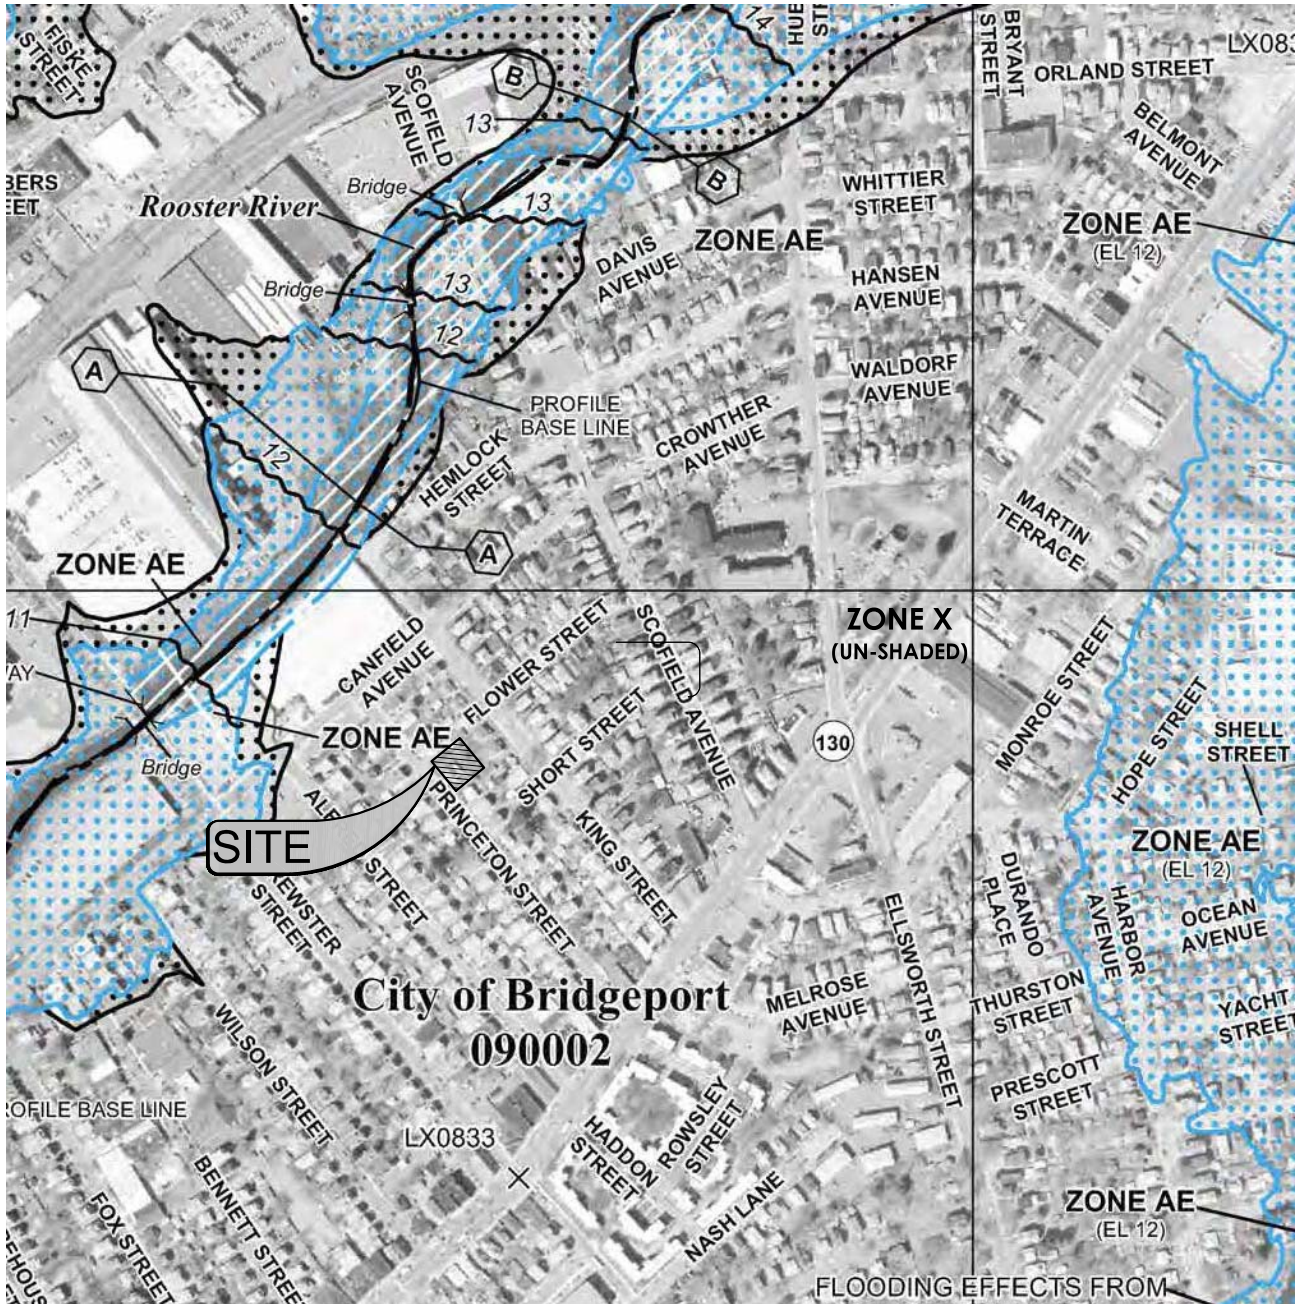 FISKE
STREET
SCOFIELD
AVENUE
B
14
STREET
BRYANT
ORLAND STREET
BELMONT
AVENUE
13
B
Bridge
Rooster River
13
WHITTIER
STREET
ZONE AE
(EL 12)
ZONE AE
DAVIS
AVENUE
HANSEN
AVENUE
Bridge
13
12
A
WALDORF
AVENUE
PROFILE
BASE LINE
CROWTHER
AVENUE
12
HEMLOCK
STREET
MARTIN
TERRACE
A
ZONE AE
11
ZONE X
(UN-SHADED)
CANFIELD
AVENUE
FLOWER STREET
SCOFIELD AVENUE
MONROE STREET
HOPE STREET
SHELL
STREET
ZONE AE
SHORT STREET
130
Bridge
SITE
STREET
PRINCETON STREET
KING STREET
ZONE AE
(EL 12)
STREET
DURANDO
PLACE
HARBOR
AVENUE
OCEAN
AVENUE
ELLSWORTH STREET
City of Bridgeport
090002
MELROSE
AVENUE
THURSTON
STREET
YACHT
STREET
WILSON STREET
PRESCOTT
STREET
BASE LINE
LX0833
HADDON
STREET
ROWSLEY
STREET
NASH LANE
BENNETT STREET
FOX STREET
ZONE AE
(EL 12)
FLOODING EFFECTS FROM